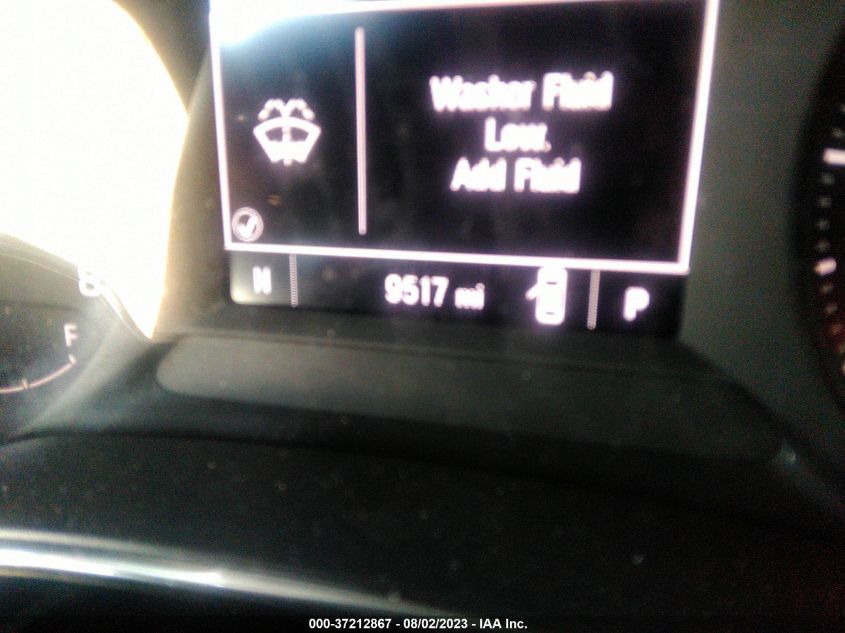 Washer Fluid
Low.
Add Fluid
N 9517 mi P
F
000-37212867 - 08/02/2023 - IAA Inc.